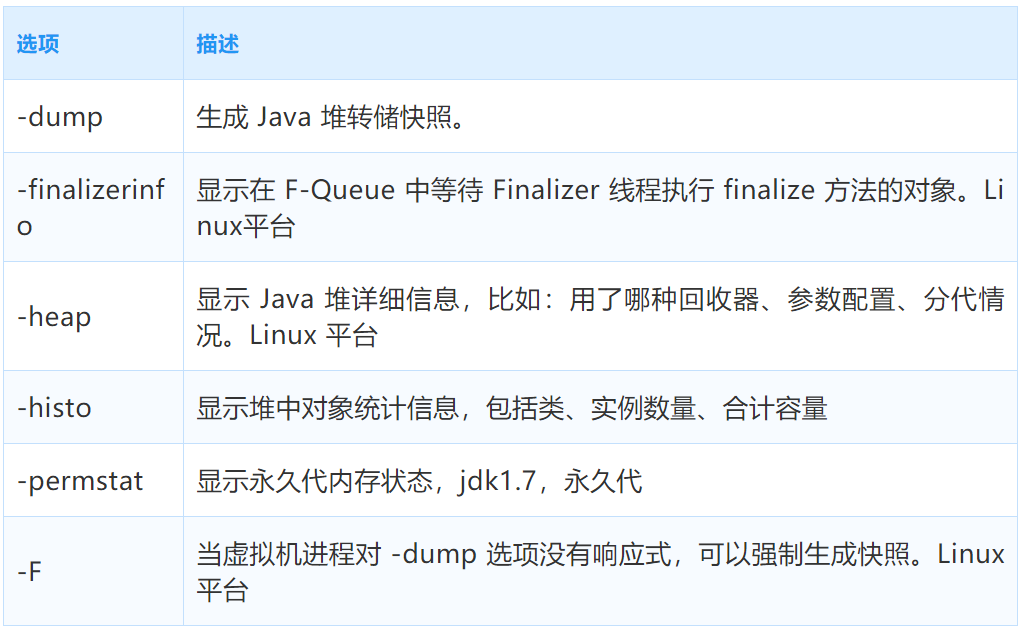 选项
描述
-dump
生成 Java 堆转储快照。
-finalizerinf
o
显示在 F-Queue 中等待 Finalizer 线程执行 finalize 方法的对象。Li
nux平台
-heap
显示 Java 堆详细信息，比如：用了哪种回收器、参数配置、分代情
况。Linux 平台
-histo
显示堆中对象统计信息，包括类、实例数量、合计容量
-permstat
显示永久代内存状态，jdk1.7，永久代
-F
当虚拟机进程对 -dump 选项没有响应式，可以强制生成快照。Linux
平台